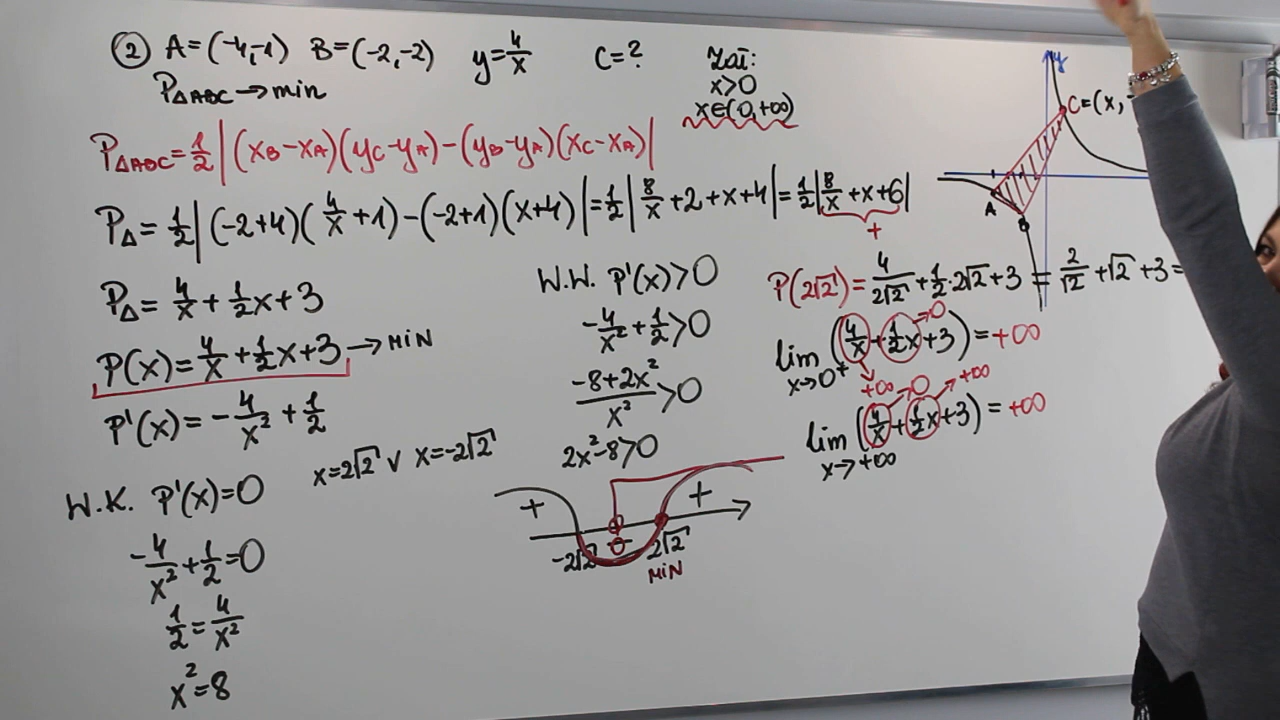 ② A=(-4,-1) B=(-2,-2) y=4/x C=?
P△ABC→min
Zał:
x>0
x∈(0,+∞)
P△ABC=1/2|(xB-xA)(yC-yA)-(yB-yA)(xC-xA)|
P△=1/2|(-2+4)(4/x+1)-(-2+1)(x+4)|=1/2|8/x+2+x+4|=1/2|8/x+x+6|
+
P△=4/x+1/2x+3
P(x)=4/x+1/2x+3→MIN
P'(x)=-4/x²+1/2
W.K. P'(x)=0
-4/x²+1/2=0
1/2=4/x²
x²=8
x=2√2 ∨ x=-2√2
W.W. P'(x)>0
-4/x²+1/2>0
-8+2x²/x²>0
2x²-8>0
+ - +
-2√2 0 2√2
MIN
y
C=(x,
A
B
P(2√2)=4/2√2+1/2·2√2+3=2/√2+√2+3=
lim x→0⁺ (4/x+1/2x+3)=+∞
→0
+∞
lim x→+∞ (4/x+1/2x+3)=+∞
→0 →+∞